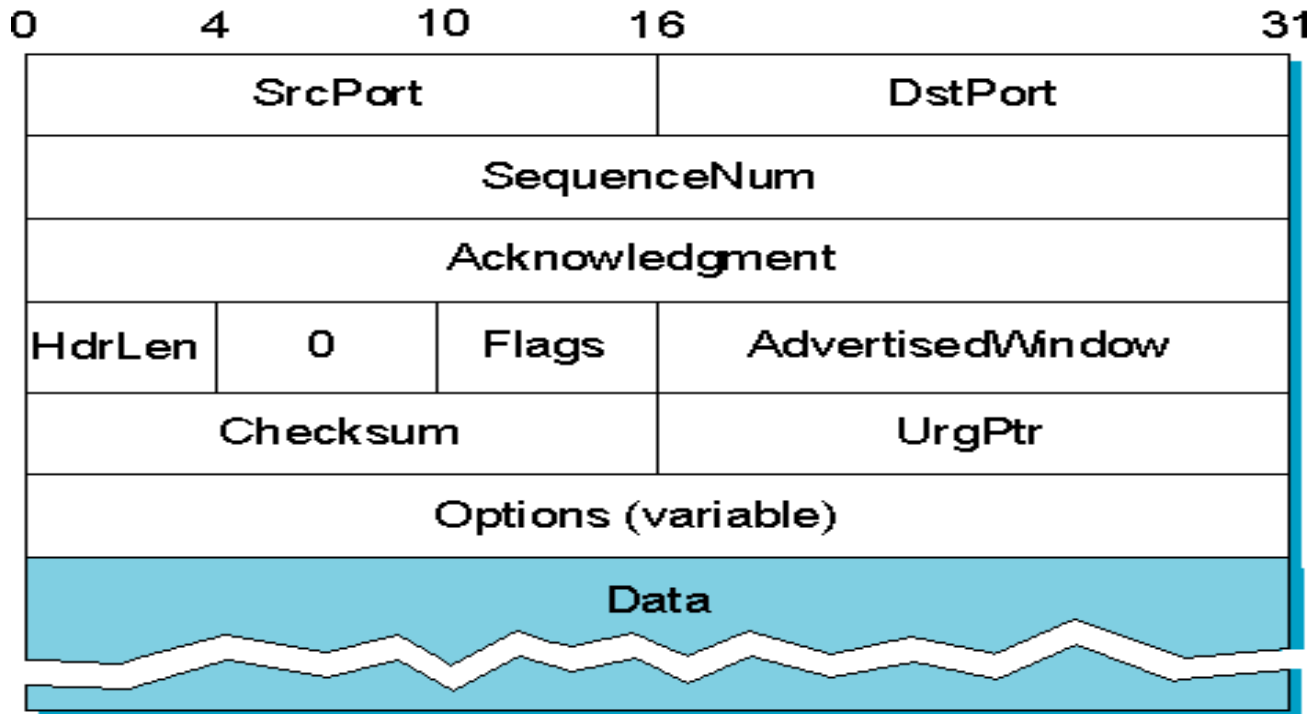 0 4 10 16 31
SrcPort DstPort
SequenceNum
Acknowledgment
HdrLen 0 Flags AdvertisedWindow
Checksum UrgPtr
Options (variable)
Data